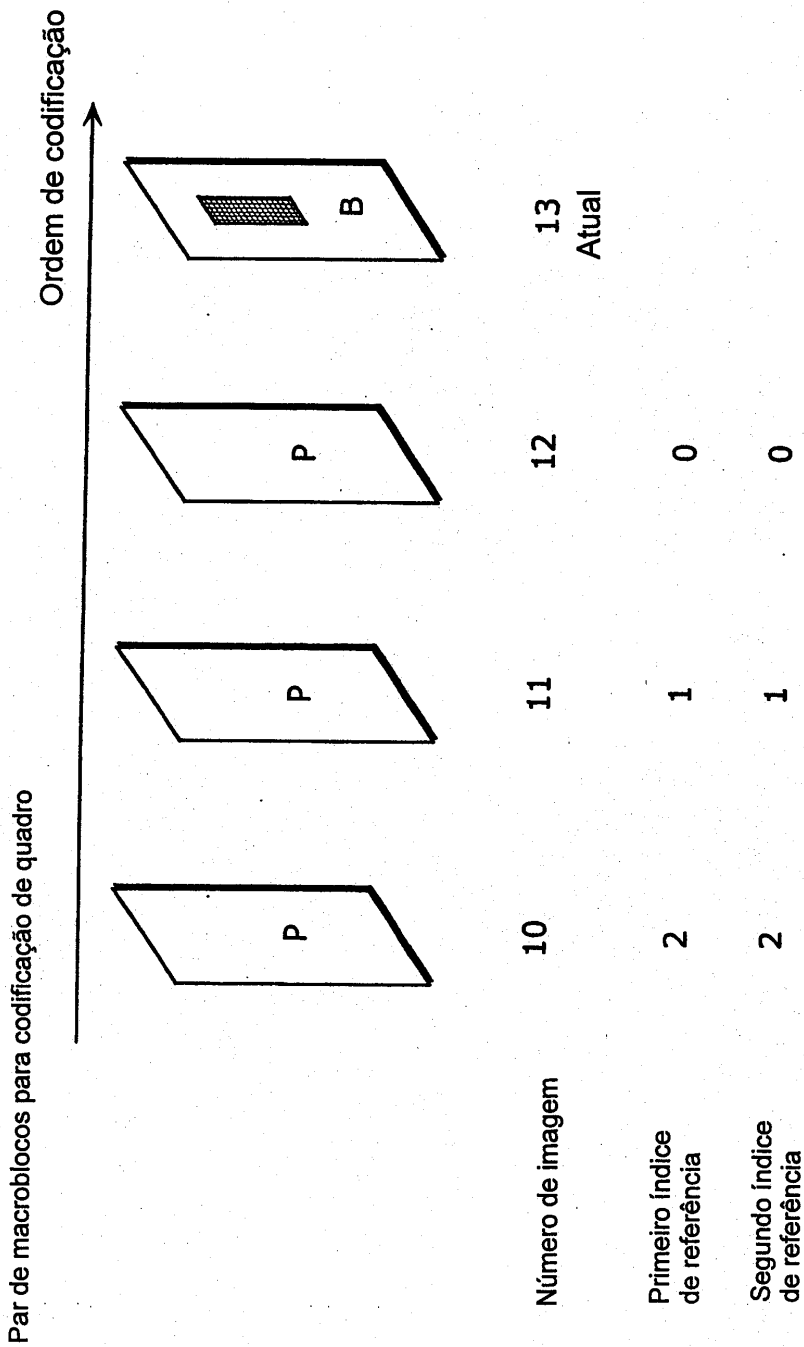 Par de macroblocos para codificação de quadro
Ordem de codificação
P P P B
Número de imagem 10 11 12 13
Atual
Primeiro índice
de referência 2 1 0
Segundo índice
de referência 2 1 0